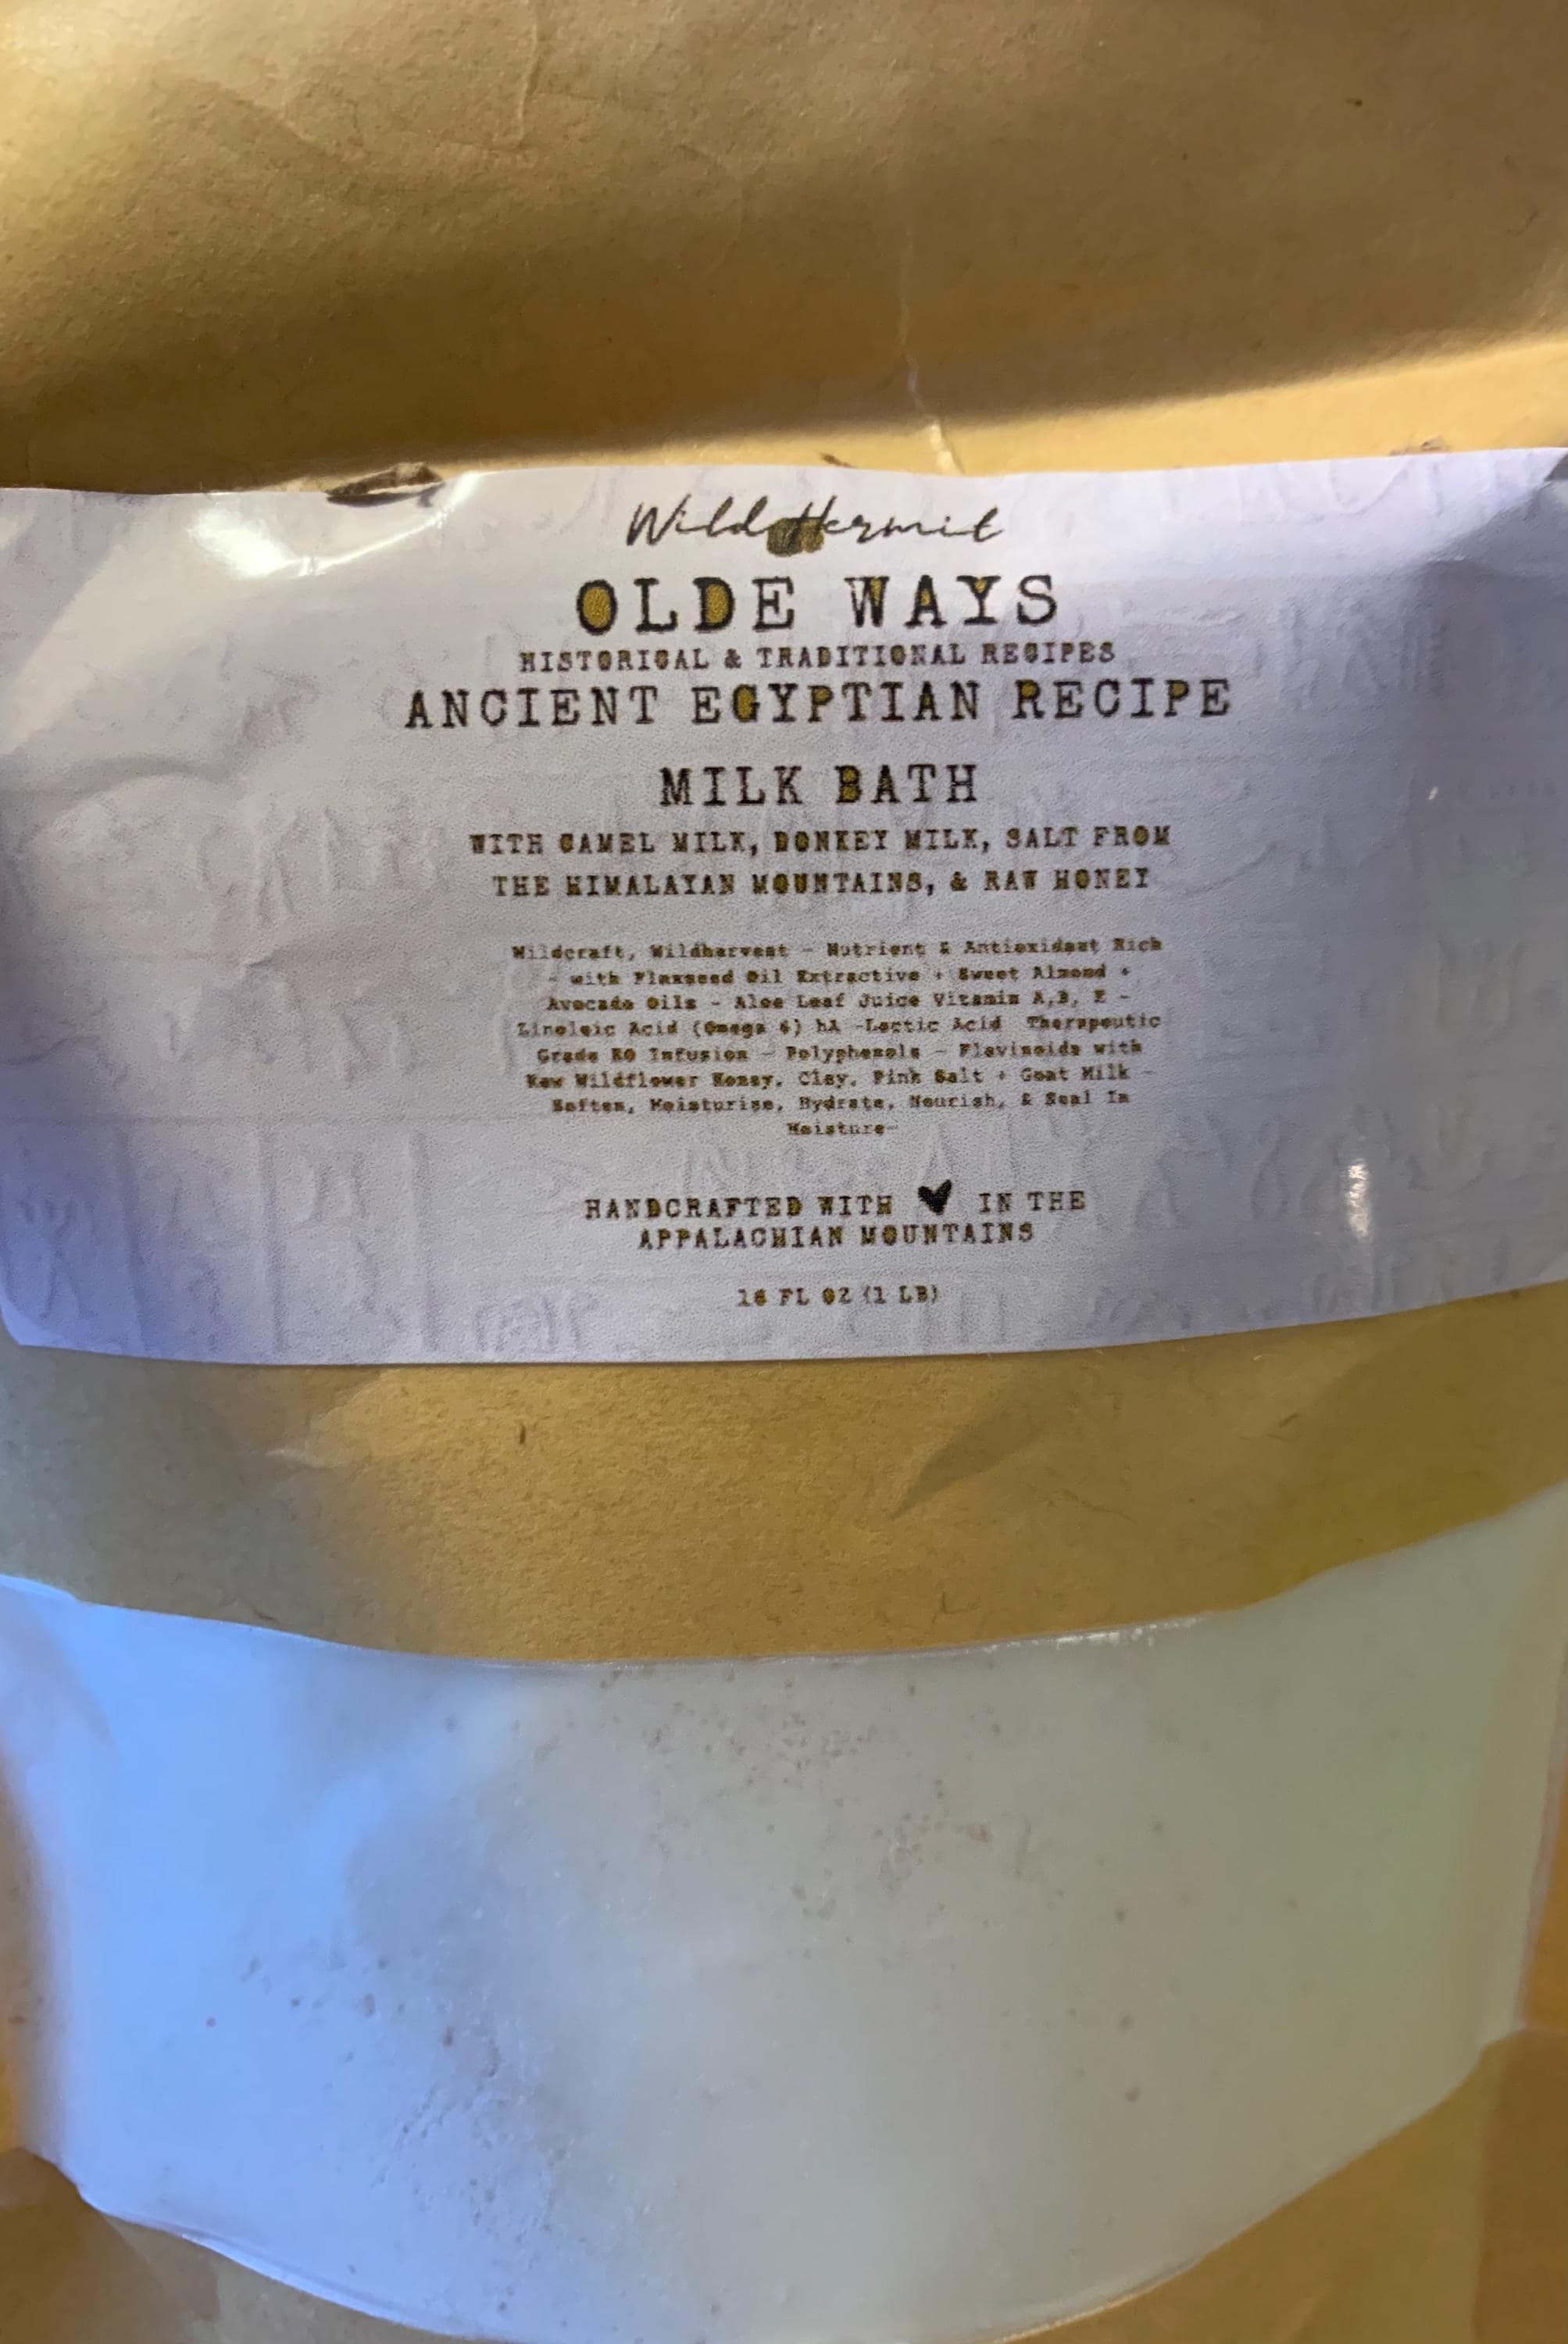 Wild Hermit
OLDE WAYS
HISTORICAL & TRADITIONAL RECIPES
ANCIENT EGYPTIAN RECIPE
MILK BATH
WITH CAMEL MILK, DONKEY MILK, SALT FROM
THE HIMALAYAN MOUNTAINS, & RAW HONEY
Wildcraft, Wildharvest - Nutrient & Antioxidant Rich
- with Flaxseed Oil Extractive + Sweet Almond +
Avocado Oils - Aloe Leaf Juice Vitamin A,D, E -
Linoleic Acid (Omega 6) hA -Lactic Acid Therapeutic
Grade EO Infusion - Polyphenols - Flavinoids with
Raw Wildflower Honey, Clay, Pink Salt + Goat Milk -
Soften, Moisturise, Hydrate, Nourish, & Seal In
Moisture-
HANDCRAFTED WITH ♥ IN THE
APPALACHIAN MOUNTAINS
16 FL OZ (1 LB)